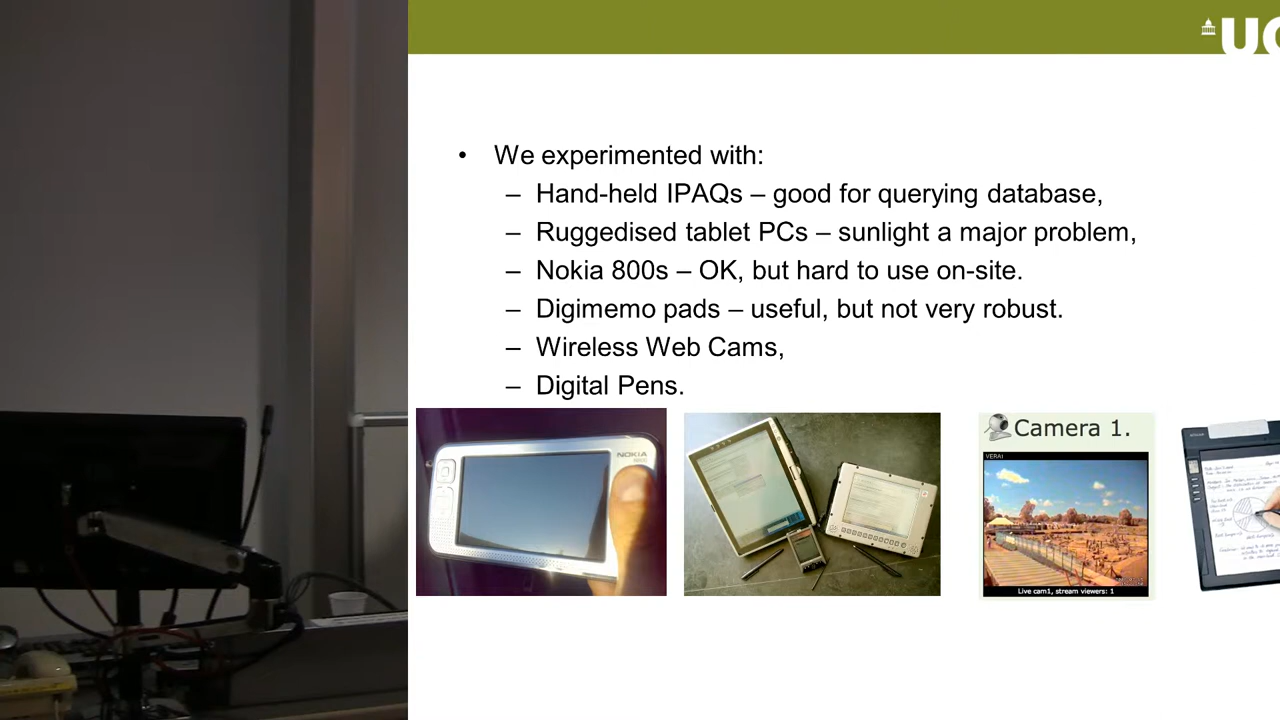 UC
• We experimented with:
– Hand-held IPAQs – good for querying database,
– Ruggedised tablet PCs – sunlight a major problem,
– Nokia 800s – OK, but hard to use on-site.
– Digimemo pads – useful, but not very robust.
– Wireless Web Cams,
– Digital Pens.
NOKIA
Camera 1.
VERA1
Live cam1, stream viewers: 1